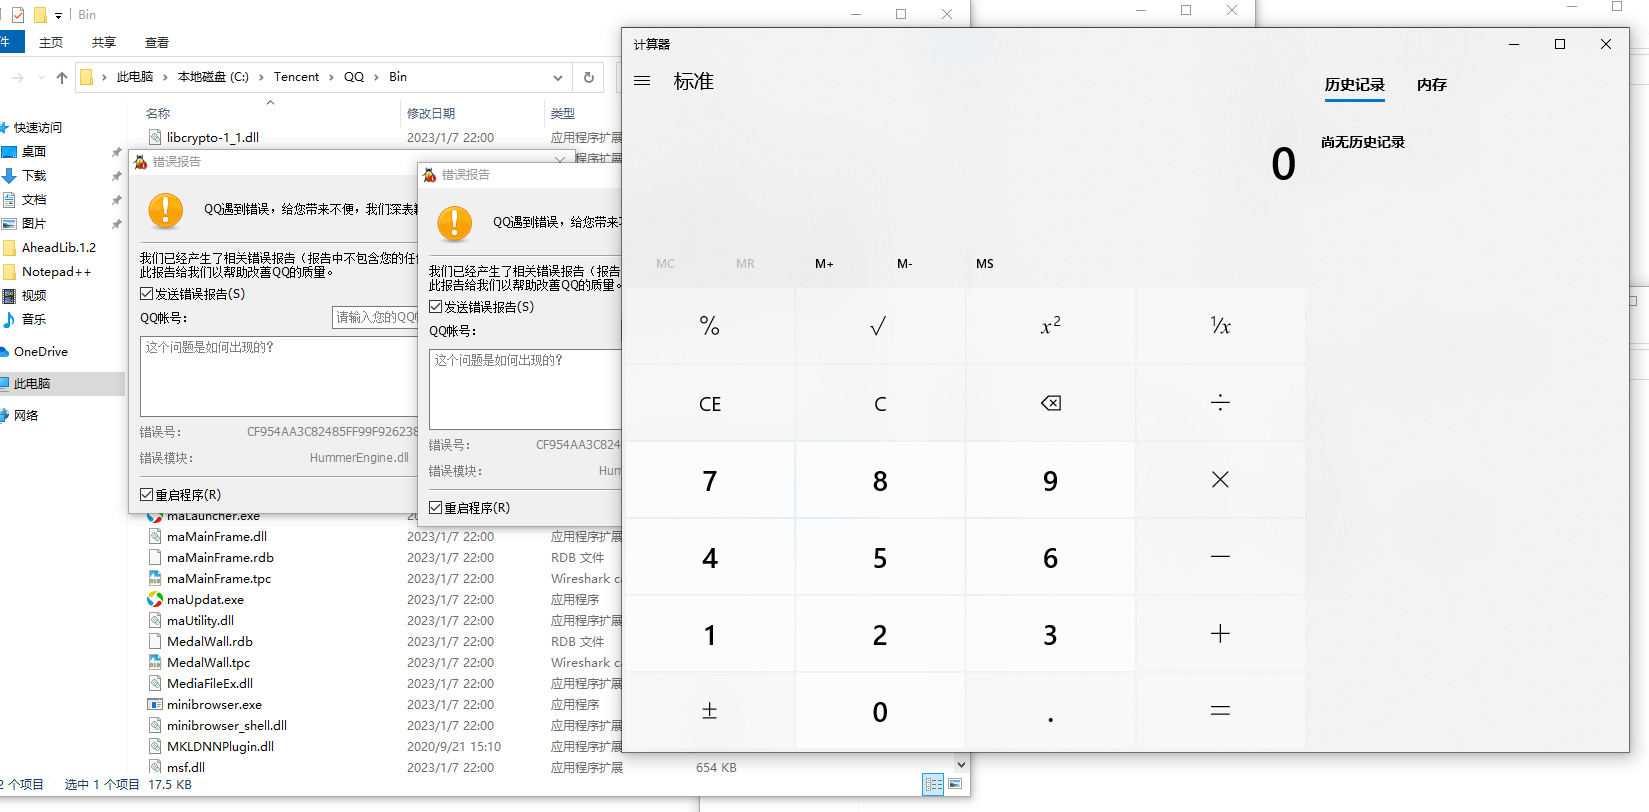 Bin
件
主页
共享
查看
此电脑
本地磁盘 (C:)
Tencent
QQ
Bin
名称
修改日期
类型
快速访问
桌面
下载
文档
图片
AheadLib.1.2
Notepad++
视频
音乐
OneDrive
此电脑
网络
libcrypto-1_1.dll
2023/1/7 22:00
应用程序扩展
错误报告
QQ遇到错误，给您带来不便，我们深表
我们已经产生了相关错误报告（报告中不包含您的任
此报告给我们以帮助改善QQ的质量。
发送错误报告(S)
QQ帐号：
请输入您的QQ
这个问题是如何出现的?
错误号：
CF954AA3C82485FF99F926238
错误模块：
HummerEngine.dll
重启程序(R)
错误报告
QQ遇到错误，给您带来不
我们已经产生了相关错误报告（报告
此报告给我们以帮助改善QQ的质量。
发送错误报告(S)
QQ帐号：
这个问题是如何出现的?
错误号：
CF954AA3C824
错误模块：
Hum
重启程序(R)
maLauncher.exe
maMainFrame.dll
2023/1/7 22:00
应用程序扩展
maMainFrame.rdb
2023/1/7 22:00
RDB 文件
maMainFrame.tpc
2023/1/7 22:00
Wireshark ca
maUpdat.exe
2023/1/7 22:00
应用程序
maUtility.dll
2023/1/7 22:00
应用程序扩展
MedalWall.rdb
2023/1/7 22:00
RDB 文件
MedalWall.tpc
2023/1/7 22:00
Wireshark ca
MediaFileEx.dll
2023/1/7 22:00
应用程序扩展
minibrowser.exe
2023/1/7 22:00
应用程序
minibrowser_shell.dll
2023/1/7 22:00
应用程序扩展
MKLDNNPlugin.dll
2020/9/21 15:10
应用程序扩展
msf.dll
2023/1/7 22:00
应用程序扩展
654 KB
2 个项目
选中 1 个项目 17.5 KB
计算器
标准
历史记录
内存
尚无历史记录
0
MC
MR
M+
M-
MS
%
√
x²
¹/x
CE
C
÷
7
8
9
×
4
5
6
−
1
2
3
+
±
0
.
=